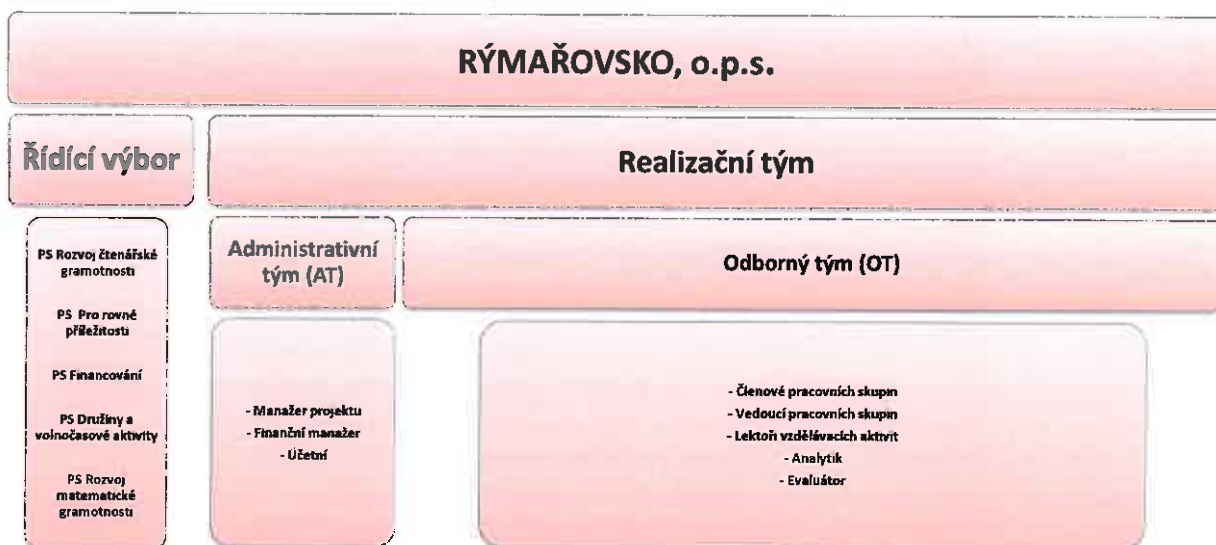 RÝMAŘOVSKO, o.p.s.
Řídící výbor
Realizační tým
PS Rozvoj čtenářské
gramotnosti
PS Pro rovné
příležitosti
PS Financování
PS Družiny a
volnočasové aktivity
PS Rozvoj
matematické
gramotnosti
Administrativní
tým (AT)
- Manažer projektu
- Finanční manažer
- Účetní
Odborný tým (OT)
- Členové pracovních skupin
- Vedoucí pracovních skupin
- Lektoři vzdělávacích aktivit
- Analytik
- Evaluátor